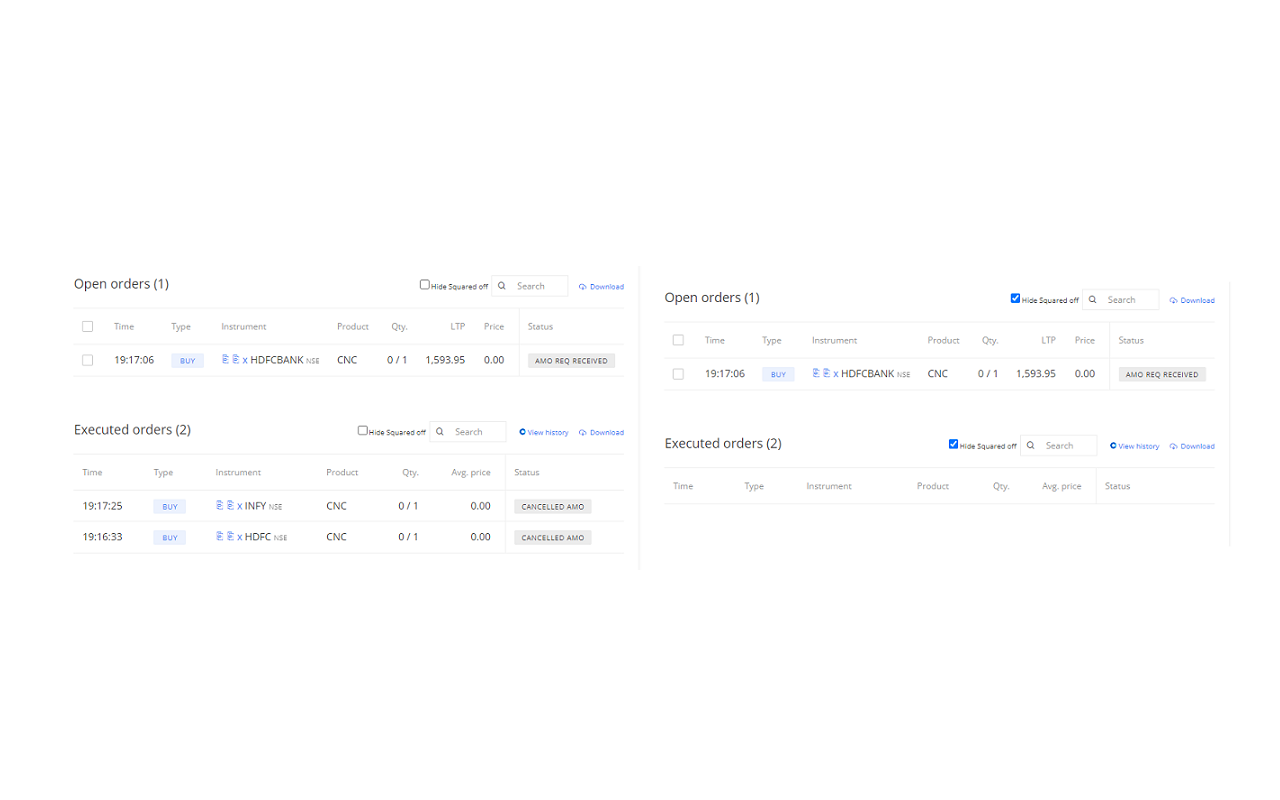 Open orders (1) Hide Squared off Search Download
Time Type Instrument Product Qty. LTP Price Status
19:17:06 BUY x HDFCBANK NSE CNC 0 / 1 1,593.95 0.00 AMO REQ RECEIVED
Executed orders (2) Hide Squared off Search View history Download
Time Type Instrument Product Qty. Avg. price Status
19:17:25 BUY x INFY NSE CNC 0 / 1 0.00 CANCELLED AMO
19:16:33 BUY x HDFC NSE CNC 0 / 1 0.00 CANCELLED AMO
Open orders (1) Hide Squared off Search Download
Time Type Instrument Product Qty. LTP Price Status
19:17:06 BUY x HDFCBANK NSE CNC 0 / 1 1,593.95 0.00 AMO REQ RECEIVED
Executed orders (2) Hide Squared off Search View history Download
Time Type Instrument Product Qty. Avg. price Status